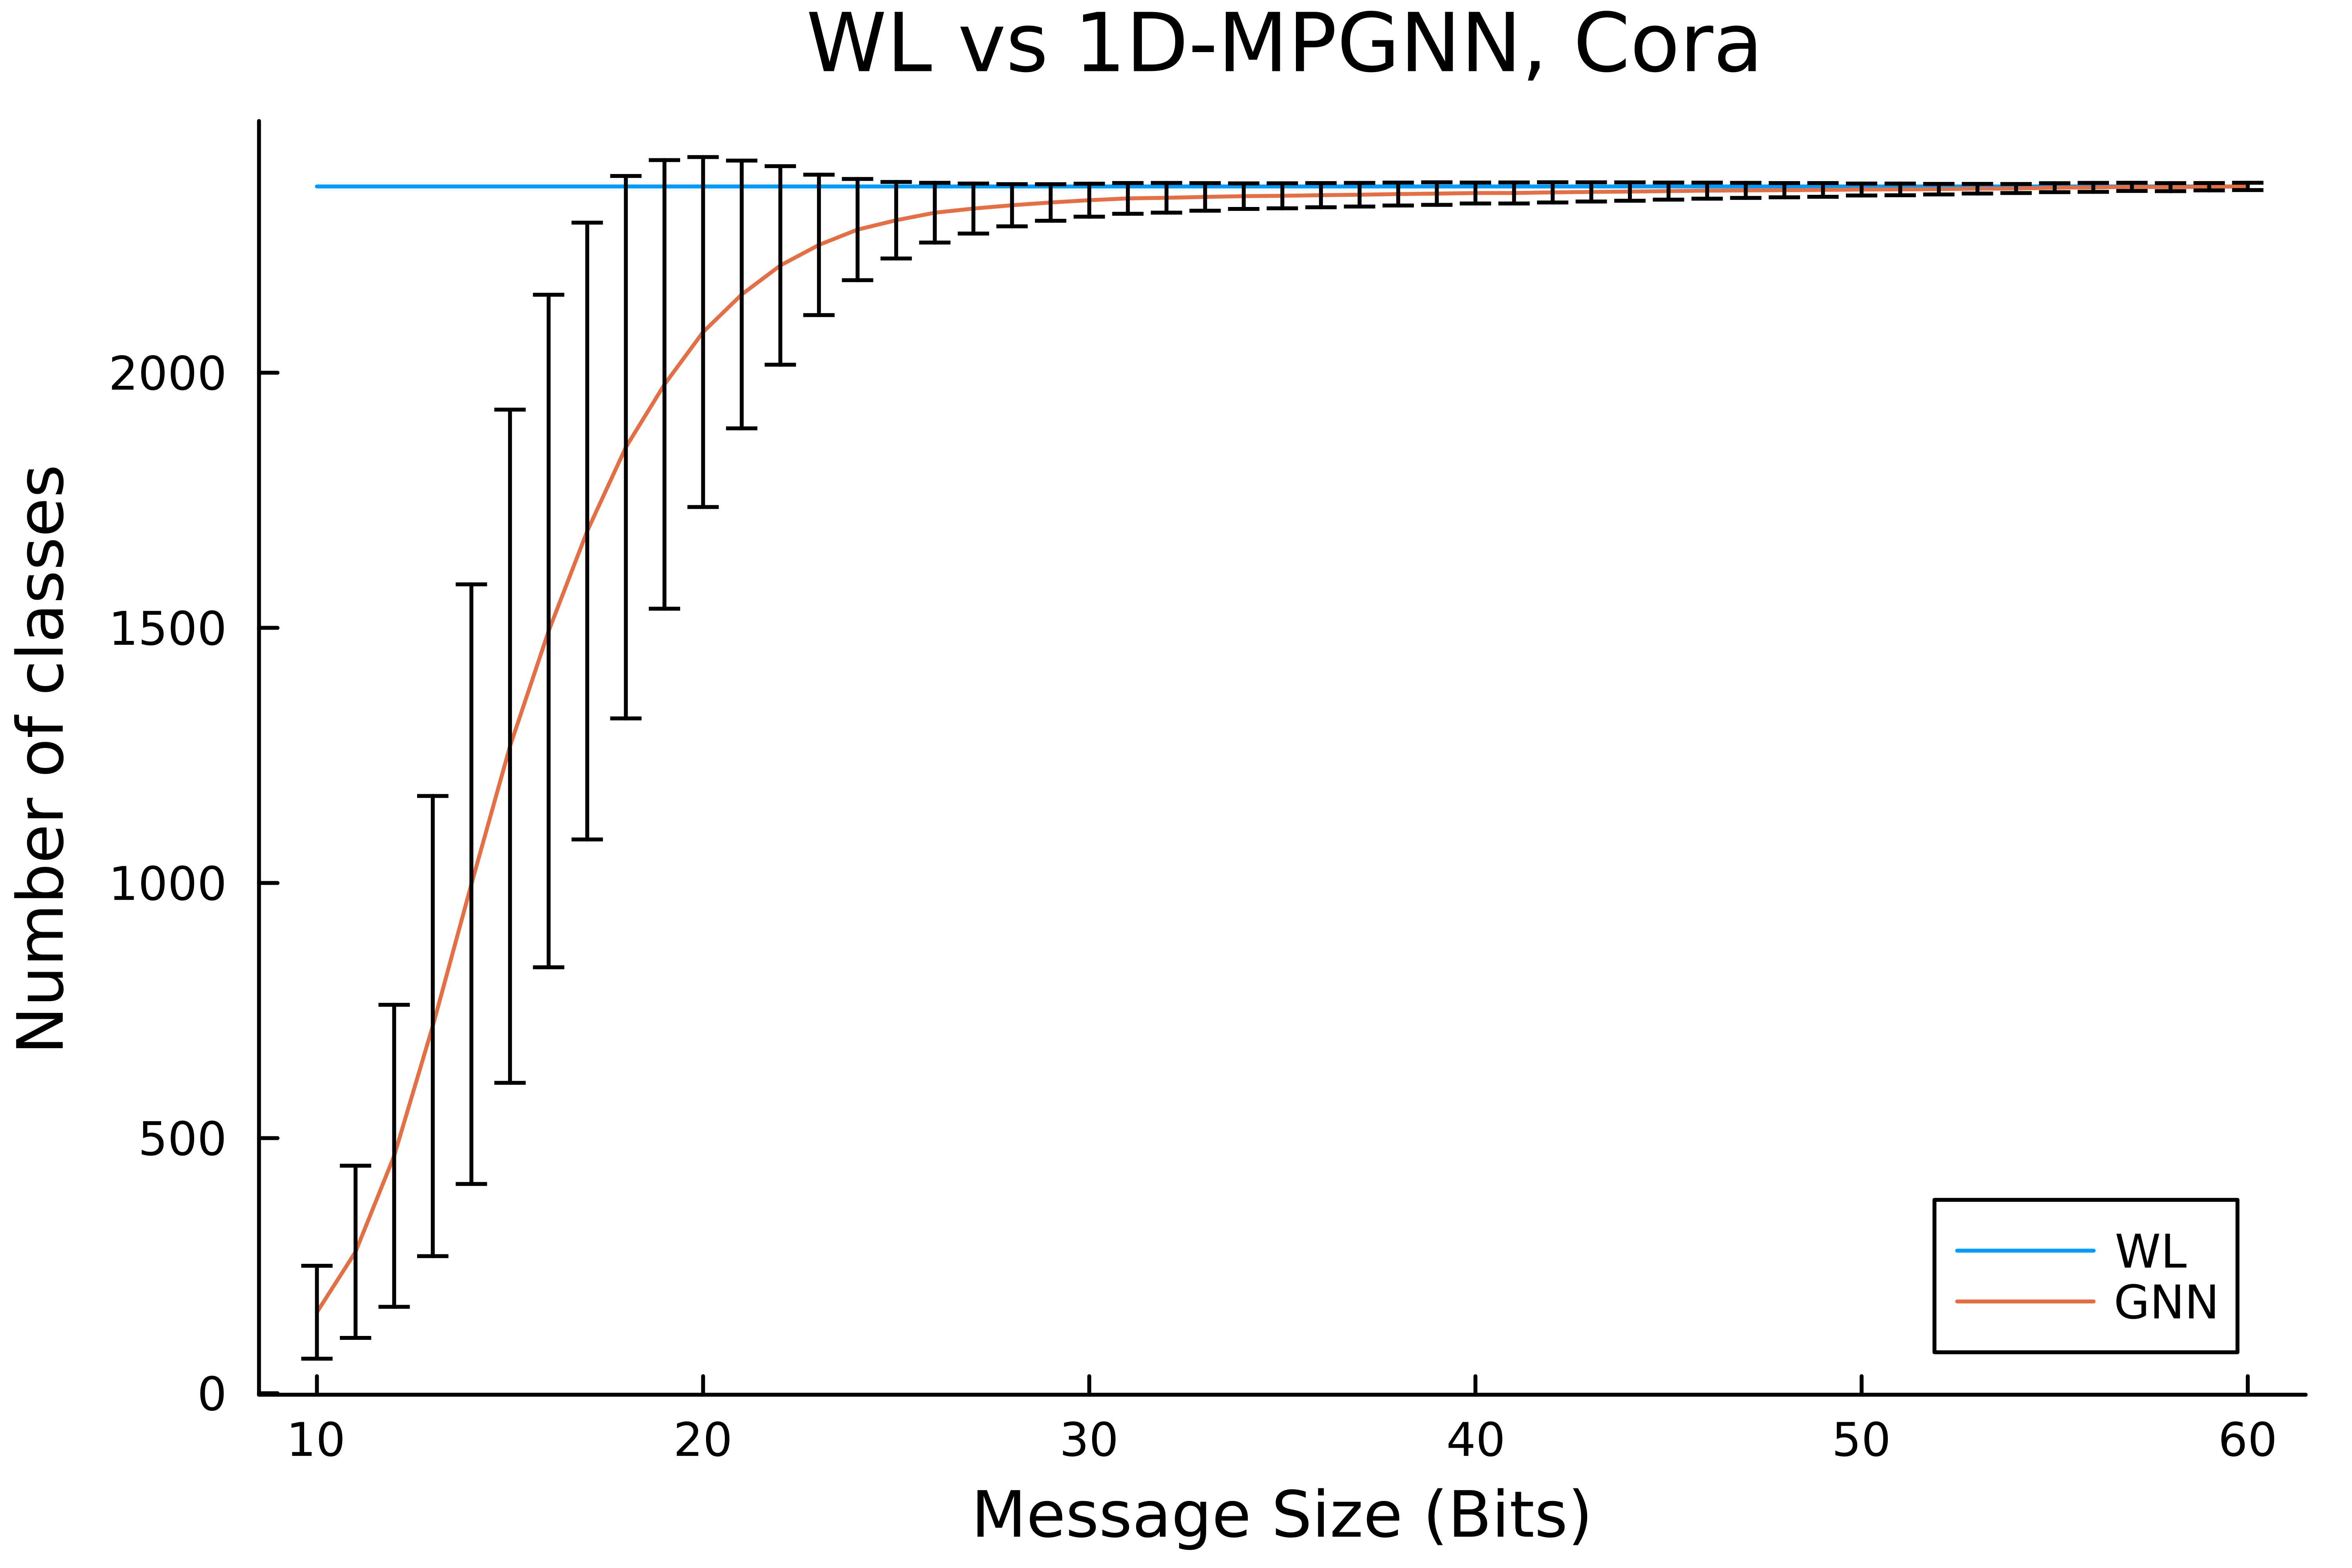 WL vs 1D-MPGNN, Cora
Number of classes
2000
1500
1000
500
0
10 20 30 40 50 60
Message Size (Bits)
WL
GNN